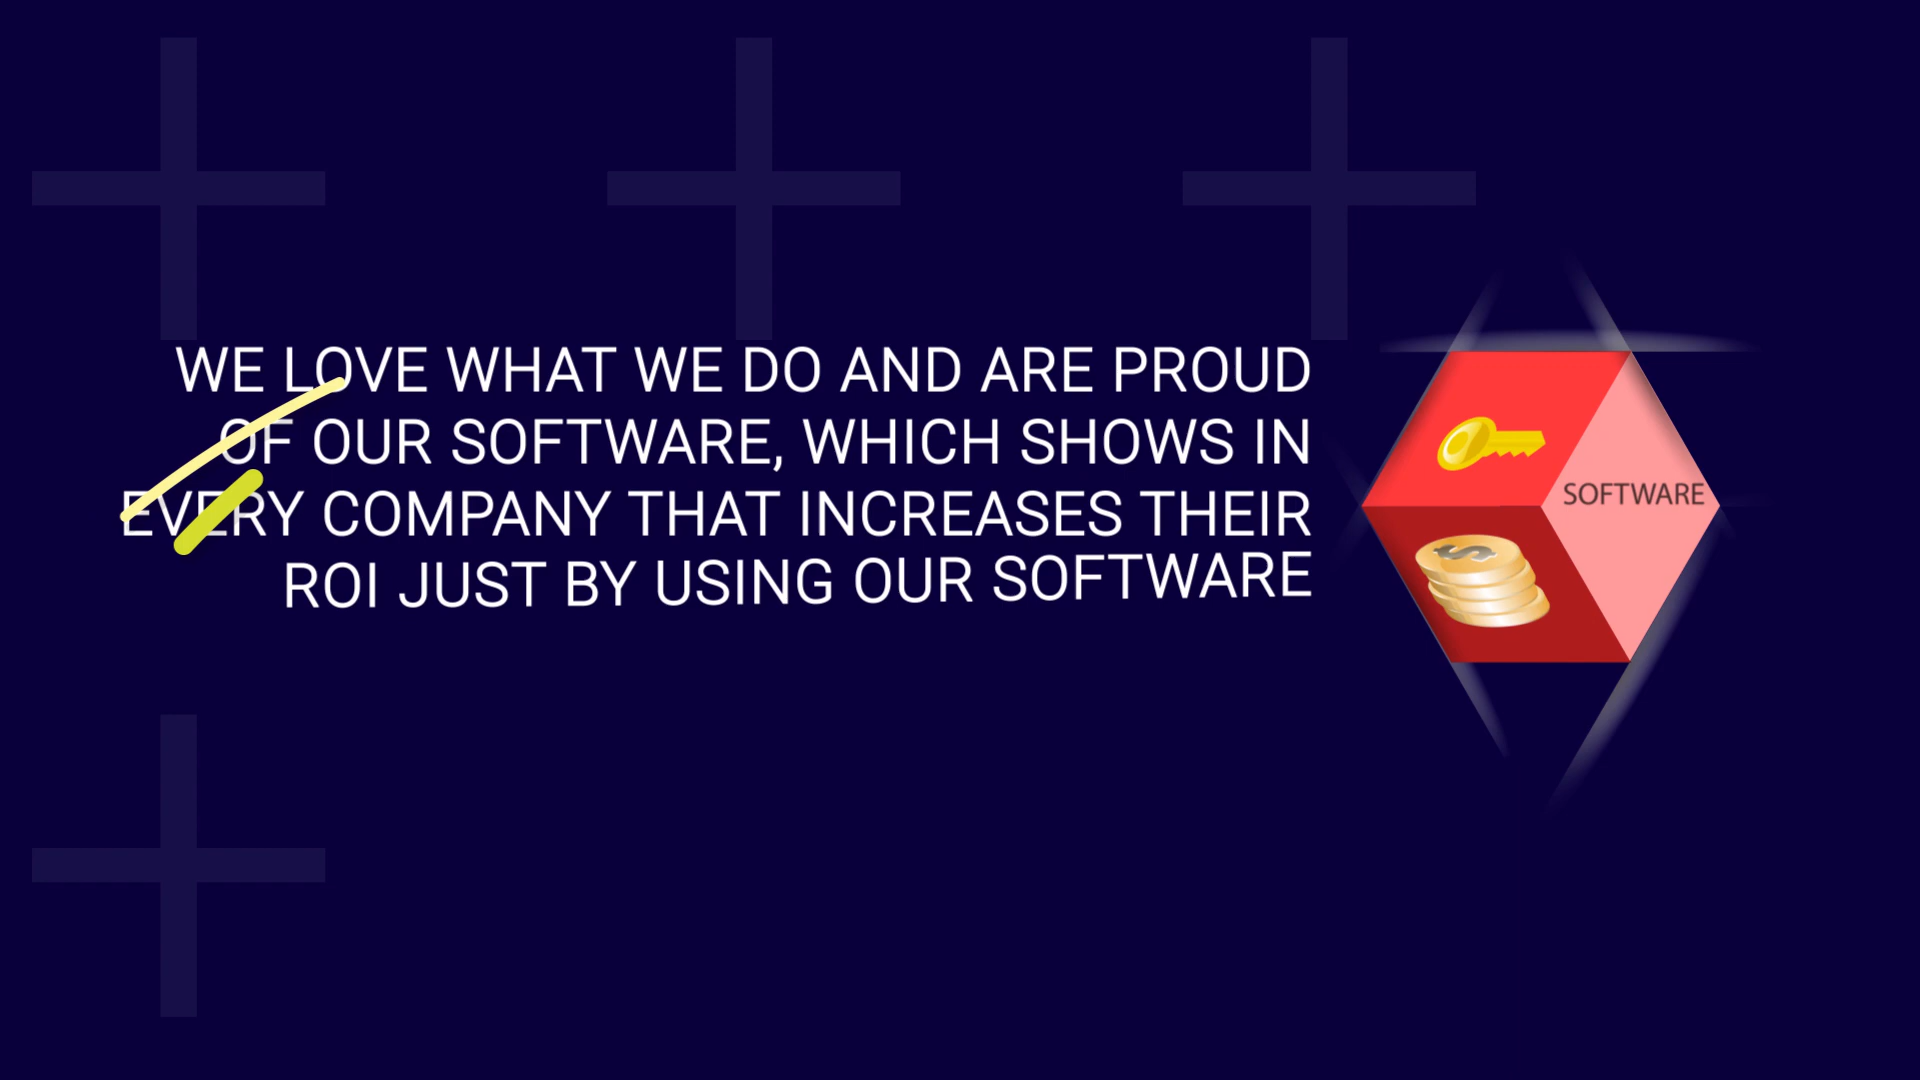 WE LOVE WHAT WE DO AND ARE PROUD
OF OUR SOFTWARE, WHICH SHOWS IN
EVERY COMPANY THAT INCREASES THEIR
ROI JUST BY USING OUR SOFTWARE
SOFTWARE